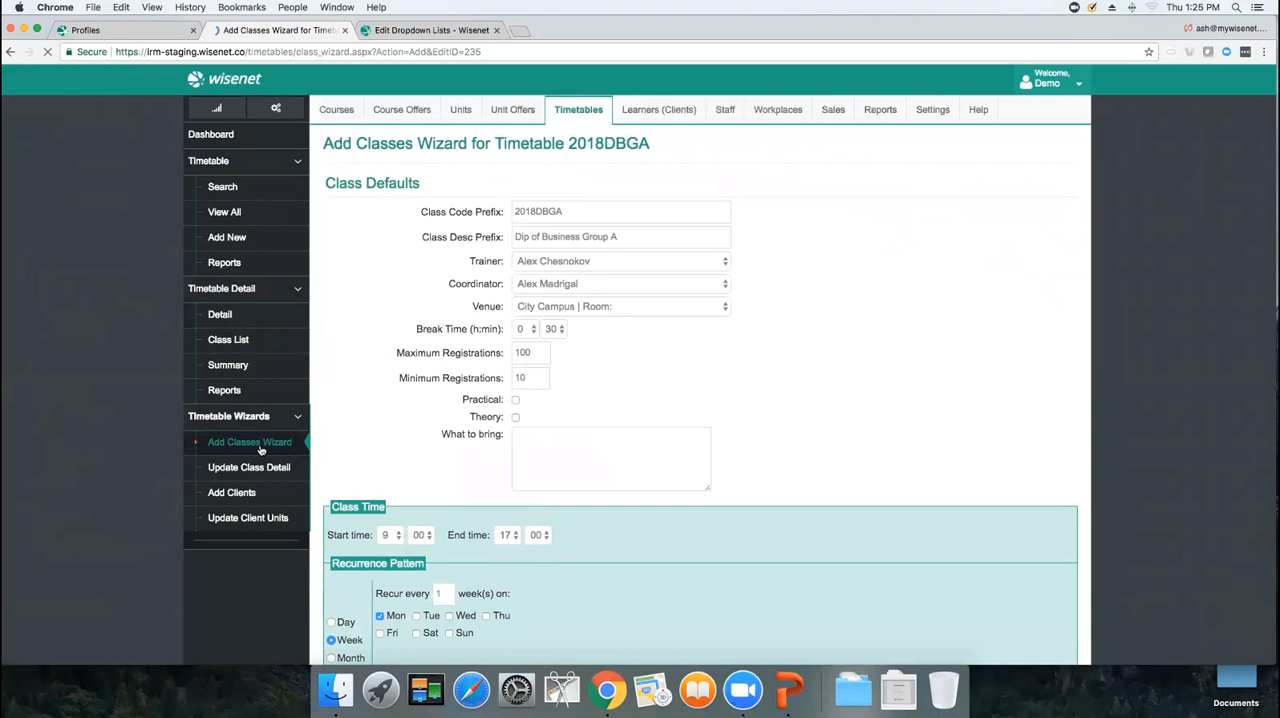 Chrome File Edit View History Bookmarks People Window Help Thu 1:25 PM
Profiles × Add Classes Wizard for Timete × Edit Dropdown Lists - Wisenet × ash@mywisenet....
Secure https://lrm-staging.wisenet.co/timetables/class_wizard.aspx?Action=Add&EditID=235
wisenet
Welcome,
Demo
Courses Course Offers Units Unit Offers Timetables Learners (Clients) Staff Workplaces Sales Reports Settings Help
Dashboard
Timetable
Search
View All
Add New
Reports
Timetable Detail
Detail
Class List
Summary
Reports
Timetable Wizards
Add Classes Wizard
Update Class Detail
Add Clients
Update Client Units
Add Classes Wizard for Timetable 2018DBGA
Class Defaults
Class Code Prefix: 2018DBGA
Class Desc Prefix: Dip of Business Group A
Trainer: Alex Chesnokov
Coordinator: Alex Madrigal
Venue: City Campus | Room:
Break Time (h:min): 0 30
Maximum Registrations: 100
Minimum Registrations: 10
Practical:
Theory:
What to bring:
Class Time
Start time: 9 00 End time: 17 00
Recurrence Pattern
Recur every 1 week(s) on:
Mon Tue Wed Thu
Fri Sat Sun
Day
Week
Month
Documents